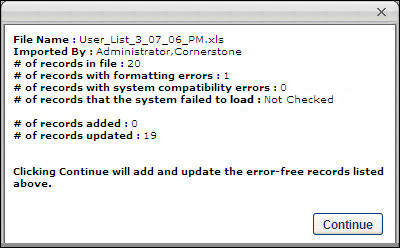 File Name : User_List_3_07_06_PM.xls
Imported By : Administrator,Cornerstone
# of records in file : 20
# of records with formatting errors : 1
# of records with system compatibility errors : 0
# of records that the system failed to load : Not Checked
# of records added : 0
# of records updated : 19
Clicking Continue will add and update the error-free records listed
above.
Continue